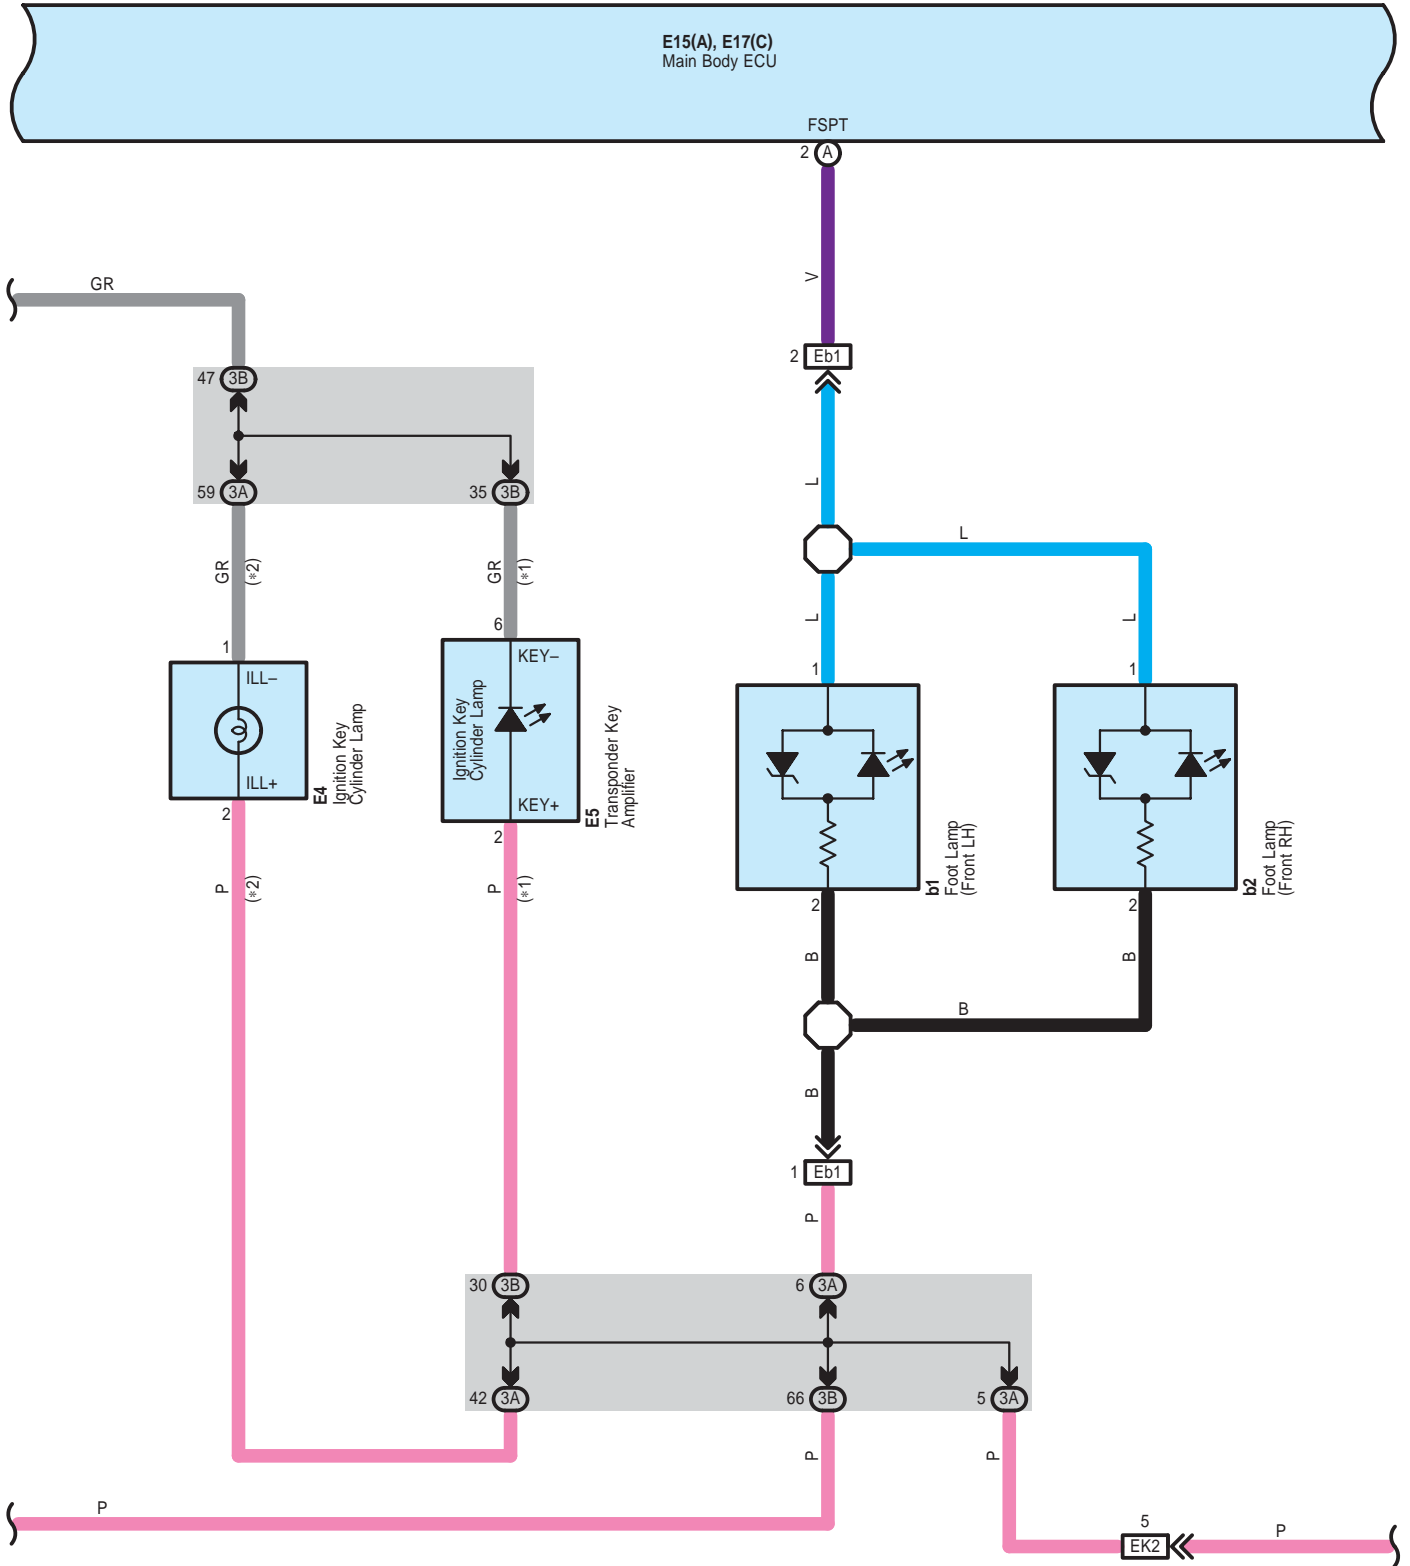 E15(A), E17(C)
Main Body ECU
FSPT
2 A
V
GR
2 Eb1
47 3B
59 3A
35 3B
L
L
GR
(*2)
GR
(*1)
L
L
1
6
1
1
ILL–
ILL+
E4
Ignition Key
Cylinder Lamp
KEY–
Ignition Key
Cylinder Lamp
KEY+
E5
Transponder Key
Amplifier
b1
Foot Lamp
(Front LH)
b2
Foot Lamp
(Front RH)
2
2
2
2
P
(*2)
P
(*1)
B
B
B
B
1 Eb1
P
30 3B
6 3A
42 3A
66 3B
5 3A
P
P
P
5
EK2
P